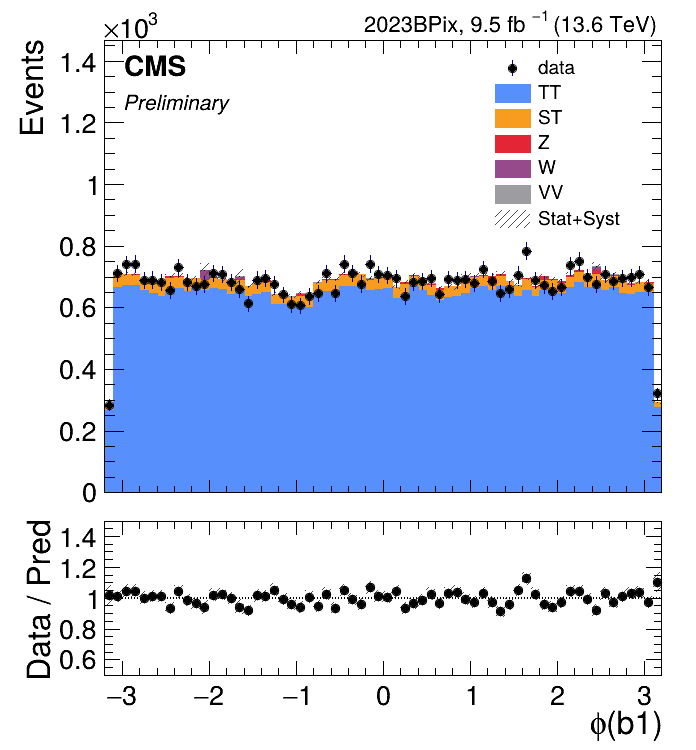 ×10³
2023BPix, 9.5 fb ⁻¹ (13.6 TeV)
Events
CMS
Preliminary
data
TT
ST
Z
W
VV
Stat+Syst
1.4
1.2
1
0.8
0.6
0.4
0.2
0
Data / Pred
1.4
1.2
1
0.8
0.6
−3 −2 −1 0 1 2 3
ϕ(b1)